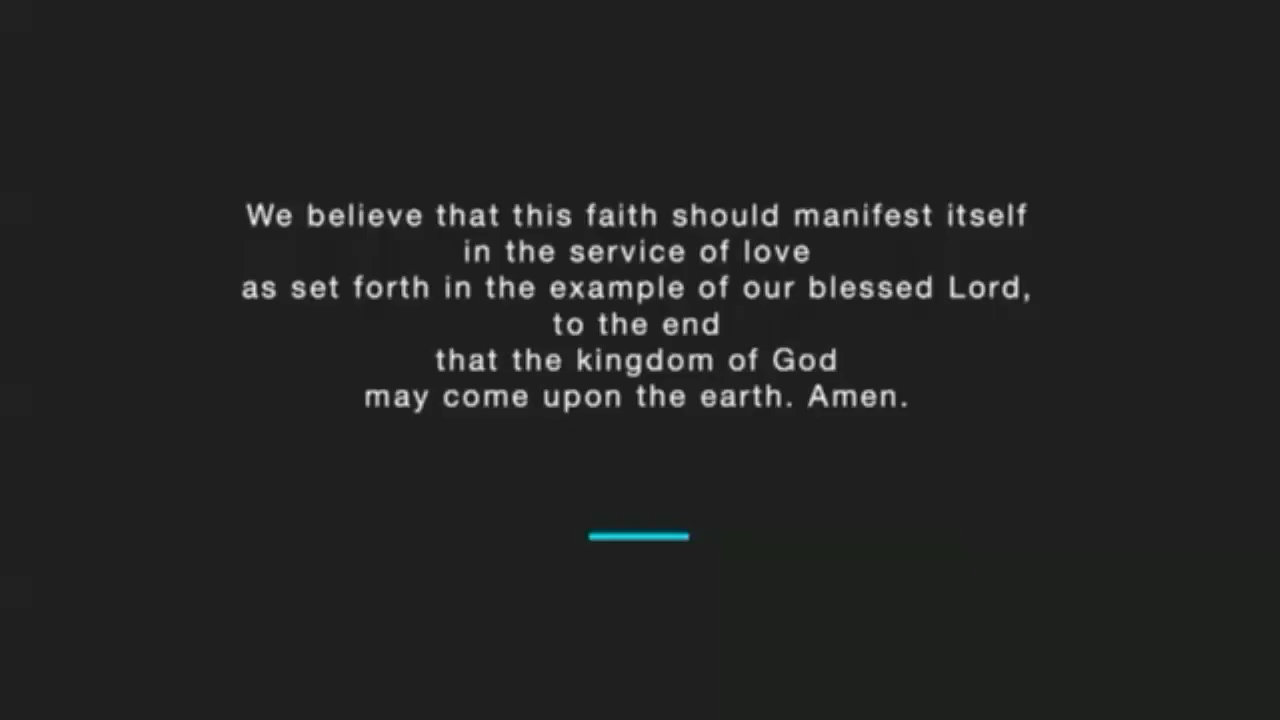 We believe that this faith should manifest itself
in the service of love
as set forth in the example of our blessed Lord,
to the end
that the kingdom of God
may come upon the earth. Amen.